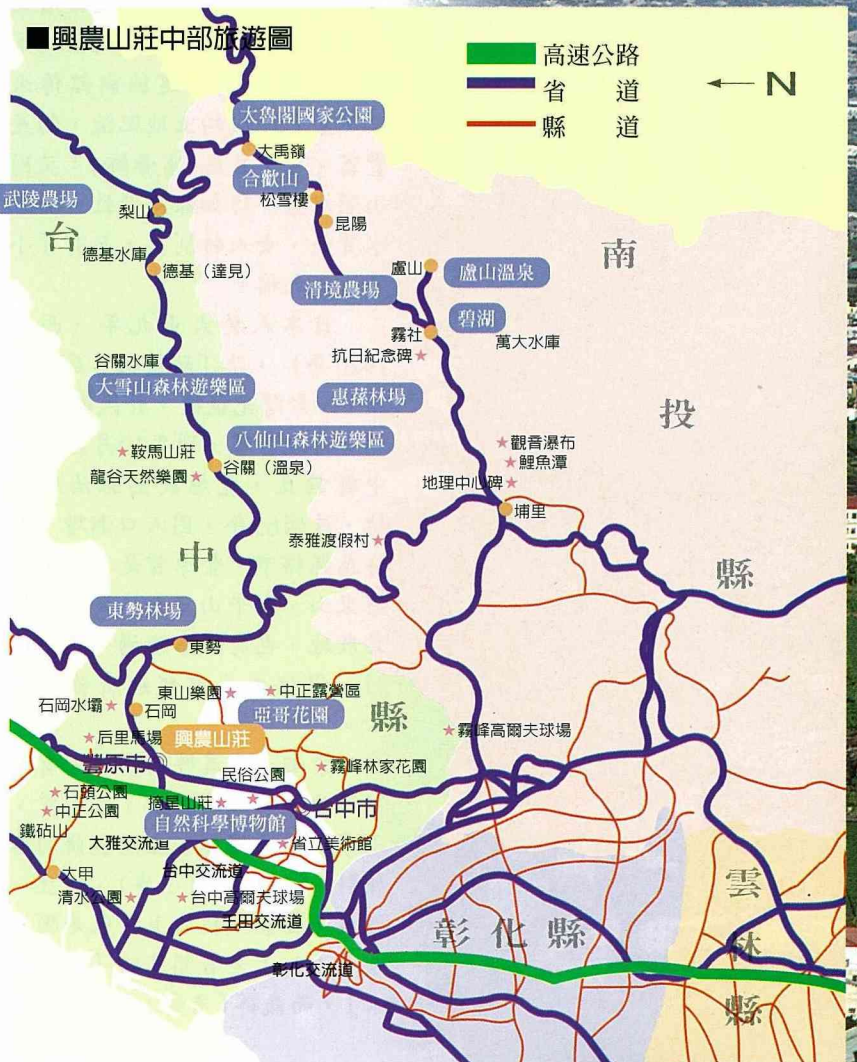 ■興農山莊中部旅遊圖
高速公路
省 道
縣 道
N
太魯閣國家公園
大禹嶺
合歡山
松雪樓
昆陽
武陵農場
梨山
台
南
德基水庫
德基（達見）
盧山
盧山溫泉
清境農場
碧湖
霧社
萬大水庫
抗日紀念碑
谷關水庫
大雪山森林遊樂區
惠蓀林場
投
八仙山森林遊樂區
鞍馬山莊
谷關（溫泉）
龍谷天然樂園
觀音瀑布
鯉魚潭
地理中心碑
埔里
泰雅渡假村
中
縣
東勢林場
東勢
東山樂園
中正露營區
石岡水壩
石岡
亞哥花園
縣
后里馬場
興農山莊
霧峰高爾夫球場
豐原市
民俗公園
霧峰林家花園
石頭公園
中正公園
摘星山莊
台中市
鐵砧山
自然科學博物館
大雅交流道
省立美術館
台中交流道
大甲
清水公園
台中高爾夫球場
王田交流道
彰化縣
雲
林
縣
彰化交流道